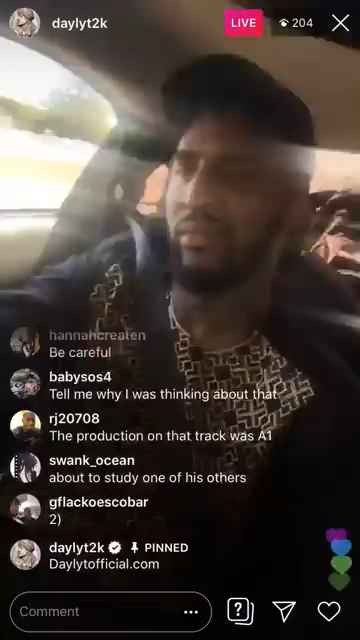 daylyt2k
LIVE
204
hannahcreaten
Be careful
babysos4
Tell me why I was thinking about that
rj20708
The production on that track was A1
swank_ocean
about to study one of his others
gflackoescobar
2)
daylyt2k PINNED
Daylytofficial.com
Comment